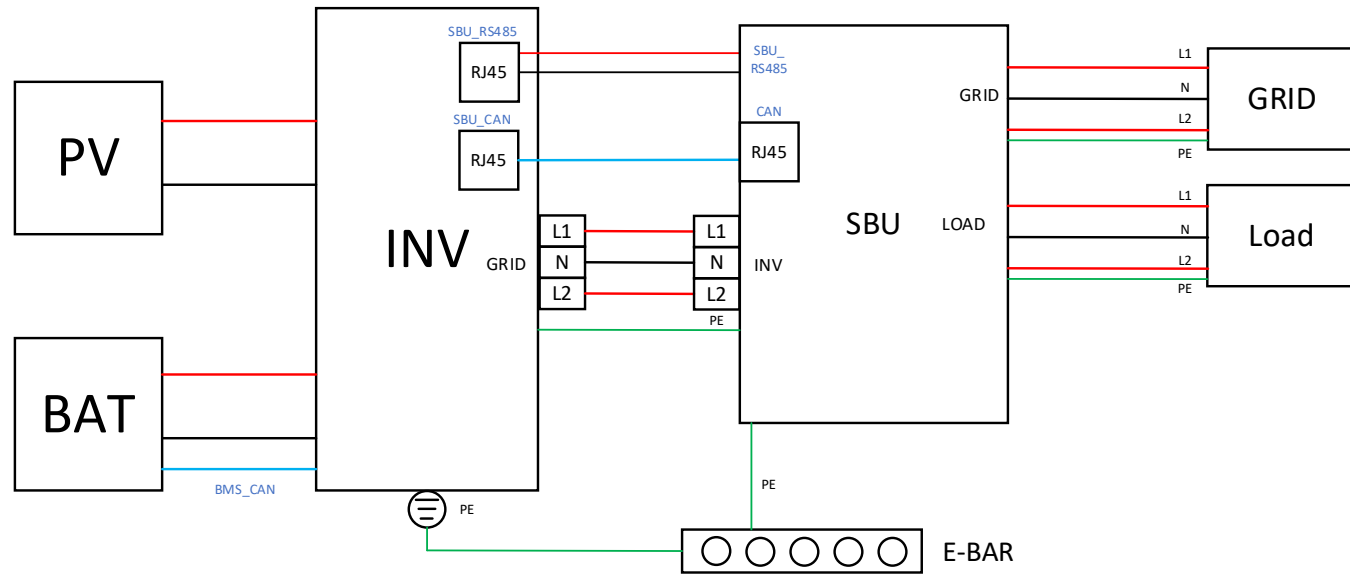 PV
BAT
BMS_CAN
INV
SBU_RS485
RJ45
SBU_CAN
RJ45
GRID
L1
N
L2
PE
L1
N
L2
PE
SBU_
RS485
CAN
RJ45
INV
SBU
GRID
LOAD
L1
N
L2
PE
GRID
L1
N
L2
PE
Load
PE
E-BAR